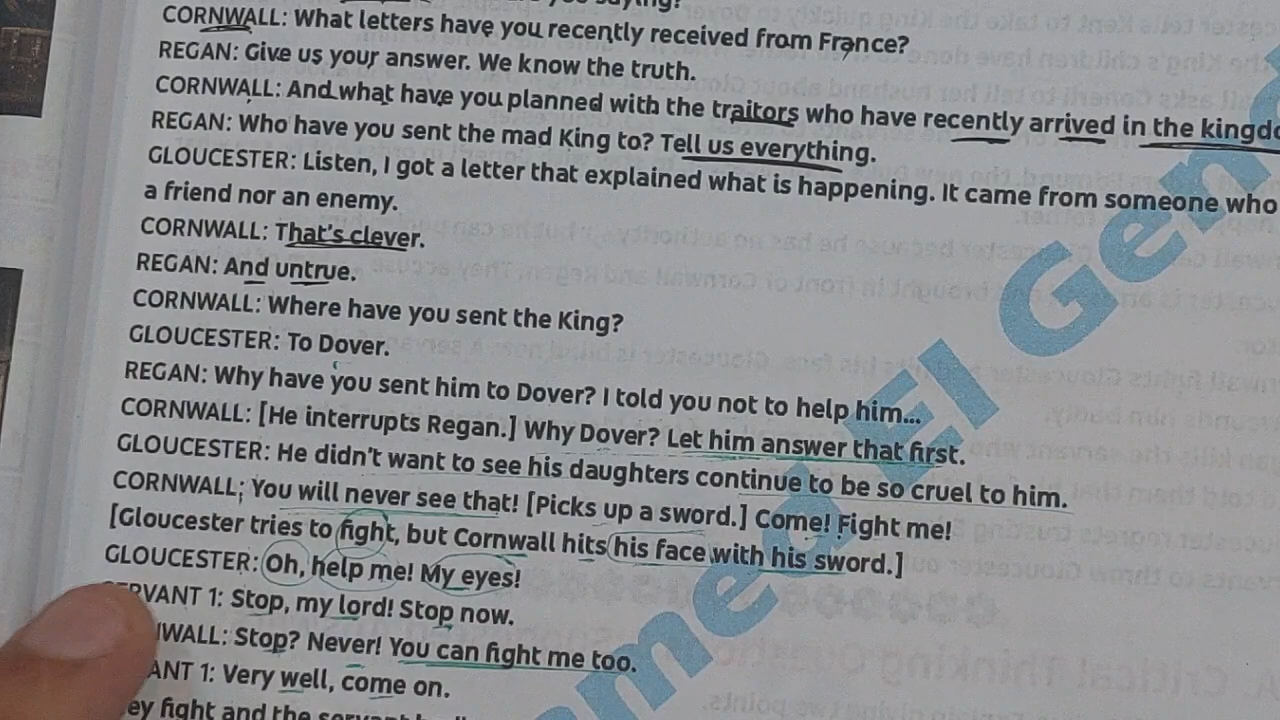 saying?
CORNWALL: What letters have you recently received from France?
REGAN: Give us your answer. We know the truth.
CORNWALL: And what have you planned with the traitors who have recently arrived in the
REGAN: Who have you sent the mad King to? Tell us everything.
GLOUCESTER: Listen, I got a letter that explained what is happening. It came from someone who
a friend nor an enemy.
CORNWALL: That's clever.
REGAN: And untrue.
CORNWALL: Where have you sent the King?
GLOUCESTER: To Dover.
REGAN: Why have you sent him to Dover? I told you not to help him...
CORNWALL: [He interrupts Regan.] Why Dover? Let him answer that first.
GLOUCESTER: He didn't want to see his daughters continue to be so cruel to him.
CORNWALL: You will never see that! [Picks up a sword.] Come! Fight me!
[Gloucester tries to fight, but Cornwall hits his face with his sword.]
GLOUCESTER: Oh, help me! My eyes!
SERVANT 1: Stop, my lord! Stop now.
CORNWALL: Stop? Never! You can fight me too.
SERVANT 1: Very well, come on.
fight and the